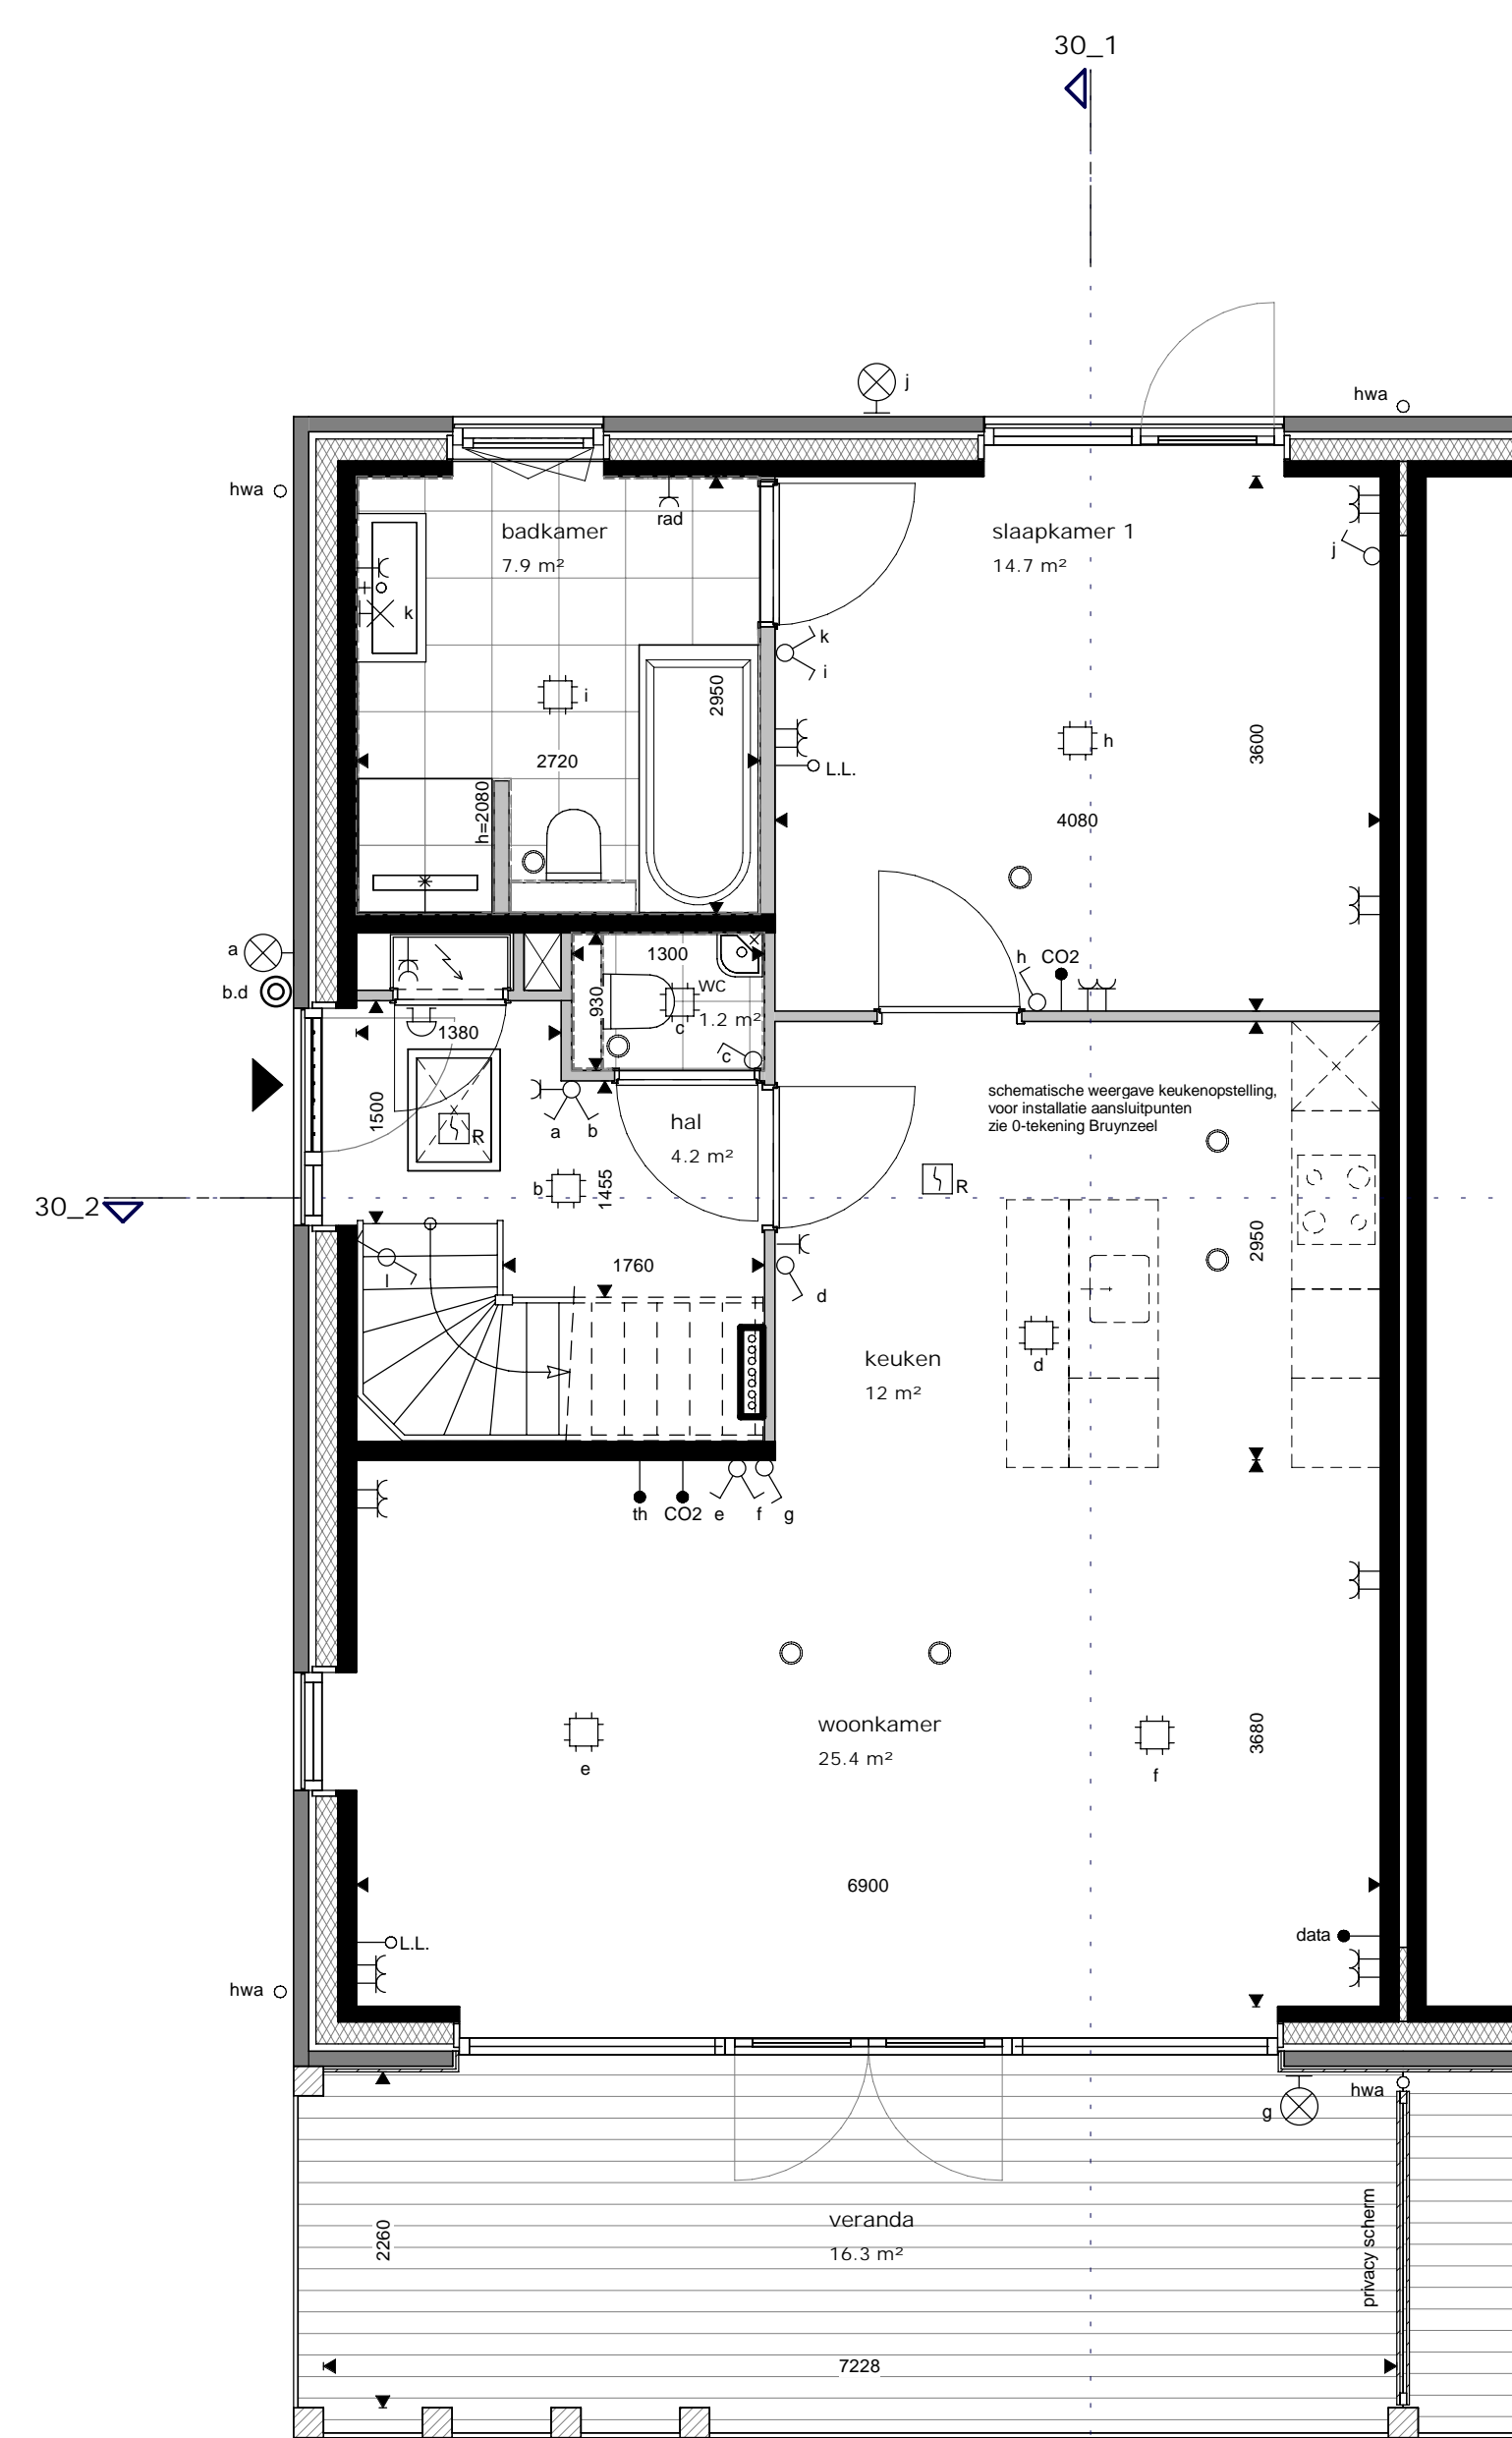 30_1
j
hwa
hwa
rad
badkamer
7.9 m²
slaapkamer 1
14.7 m²
j
k
k
i
i
2950
2720
h
3600
L.L.
h=2080
4080
a
b.d
1300
WC
930
1.2 m²
c
c
h
CO2
1380
1500
R
a
b
hal
4.2 m²
schematische weergave keukenopstelling,
voor installatie aansluitpunten
zie 0-tekening Bruynzeel
b
1455
R
30_2
2950
1760
l
d
d
keuken
12 m²
th
CO2
e
f
g
woonkamer
25.4 m²
3680
e
f
6900
L.L.
data
hwa
hwa
g
veranda
16.3 m²
2260
privacy scherm
7228